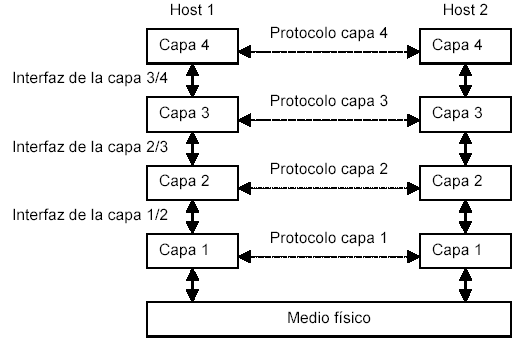 Host 1
Host 2
Capa 4
Protocolo capa 4
Capa 4
Interfaz de la capa 3/4
Capa 3
Protocolo capa 3
Capa 3
Interfaz de la capa 2/3
Capa 2
Protocolo capa 2
Capa 2
Interfaz de la capa 1/2
Capa 1
Protocolo capa 1
Capa 1
Medio físico